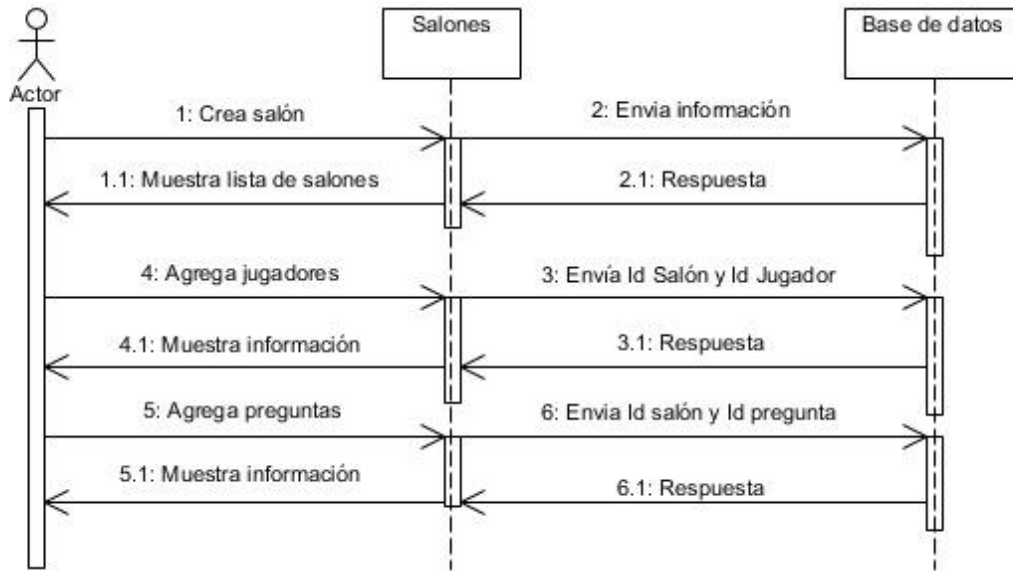 Salones
Base de datos
Actor
1: Crea salón
2: Envia información
1.1: Muestra lista de salones
2.1: Respuesta
4: Agrega jugadores
3: Envía Id Salón y Id Jugador
4.1: Muestra información
3.1: Respuesta
5: Agrega preguntas
6: Envia Id salón y Id pregunta
5.1: Muestra información
6.1: Respuesta